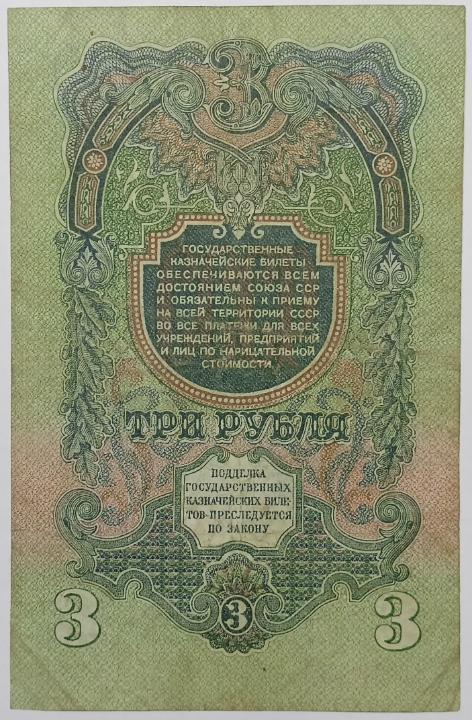 3
ГОСУДАРСТВЕННЫЕ
КАЗНАЧЕЙСКИЕ БИЛЕТЫ
ОБЕСПЕЧИВАЮТСЯ ВСЕМ
ДОСТОЯНИЕМ СОЮЗА ССР
И ОБЯЗАТЕЛЬНЫ К ПРИЕМУ
НА ВСЕЙ ТЕРРИТОРИИ СССР
ВО ВСЕ ПЛАТЕЖИ ДЛЯ ВСЕХ
УЧРЕЖДЕНИЙ, ПРЕДПРИЯТИЙ
И ЛИЦ ПО НАРИЦАТЕЛЬНОЙ
СТОИМОСТИ.
ТРИ РУБЛЯ
ПОДДЕЛКА
ГОСУДАРСТВЕННЫХ
КАЗНАЧЕЙСКИХ БИЛЕ-
ТОВ-ПРЕСЛЕДУЕТСЯ
ПО ЗАКОНУ
3 3 3